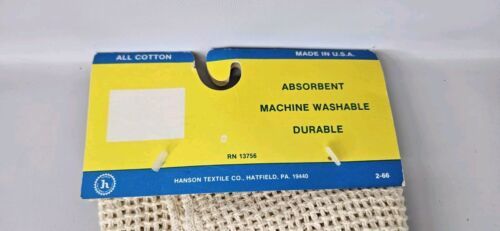 ALL COTTON
MADE IN U.S.A.
ABSORBENT
MACHINE WASHABLE
DURABLE
RN 13756
h
HANSON TEXTILE CO., HATFIELD, PA. 19440
2-66